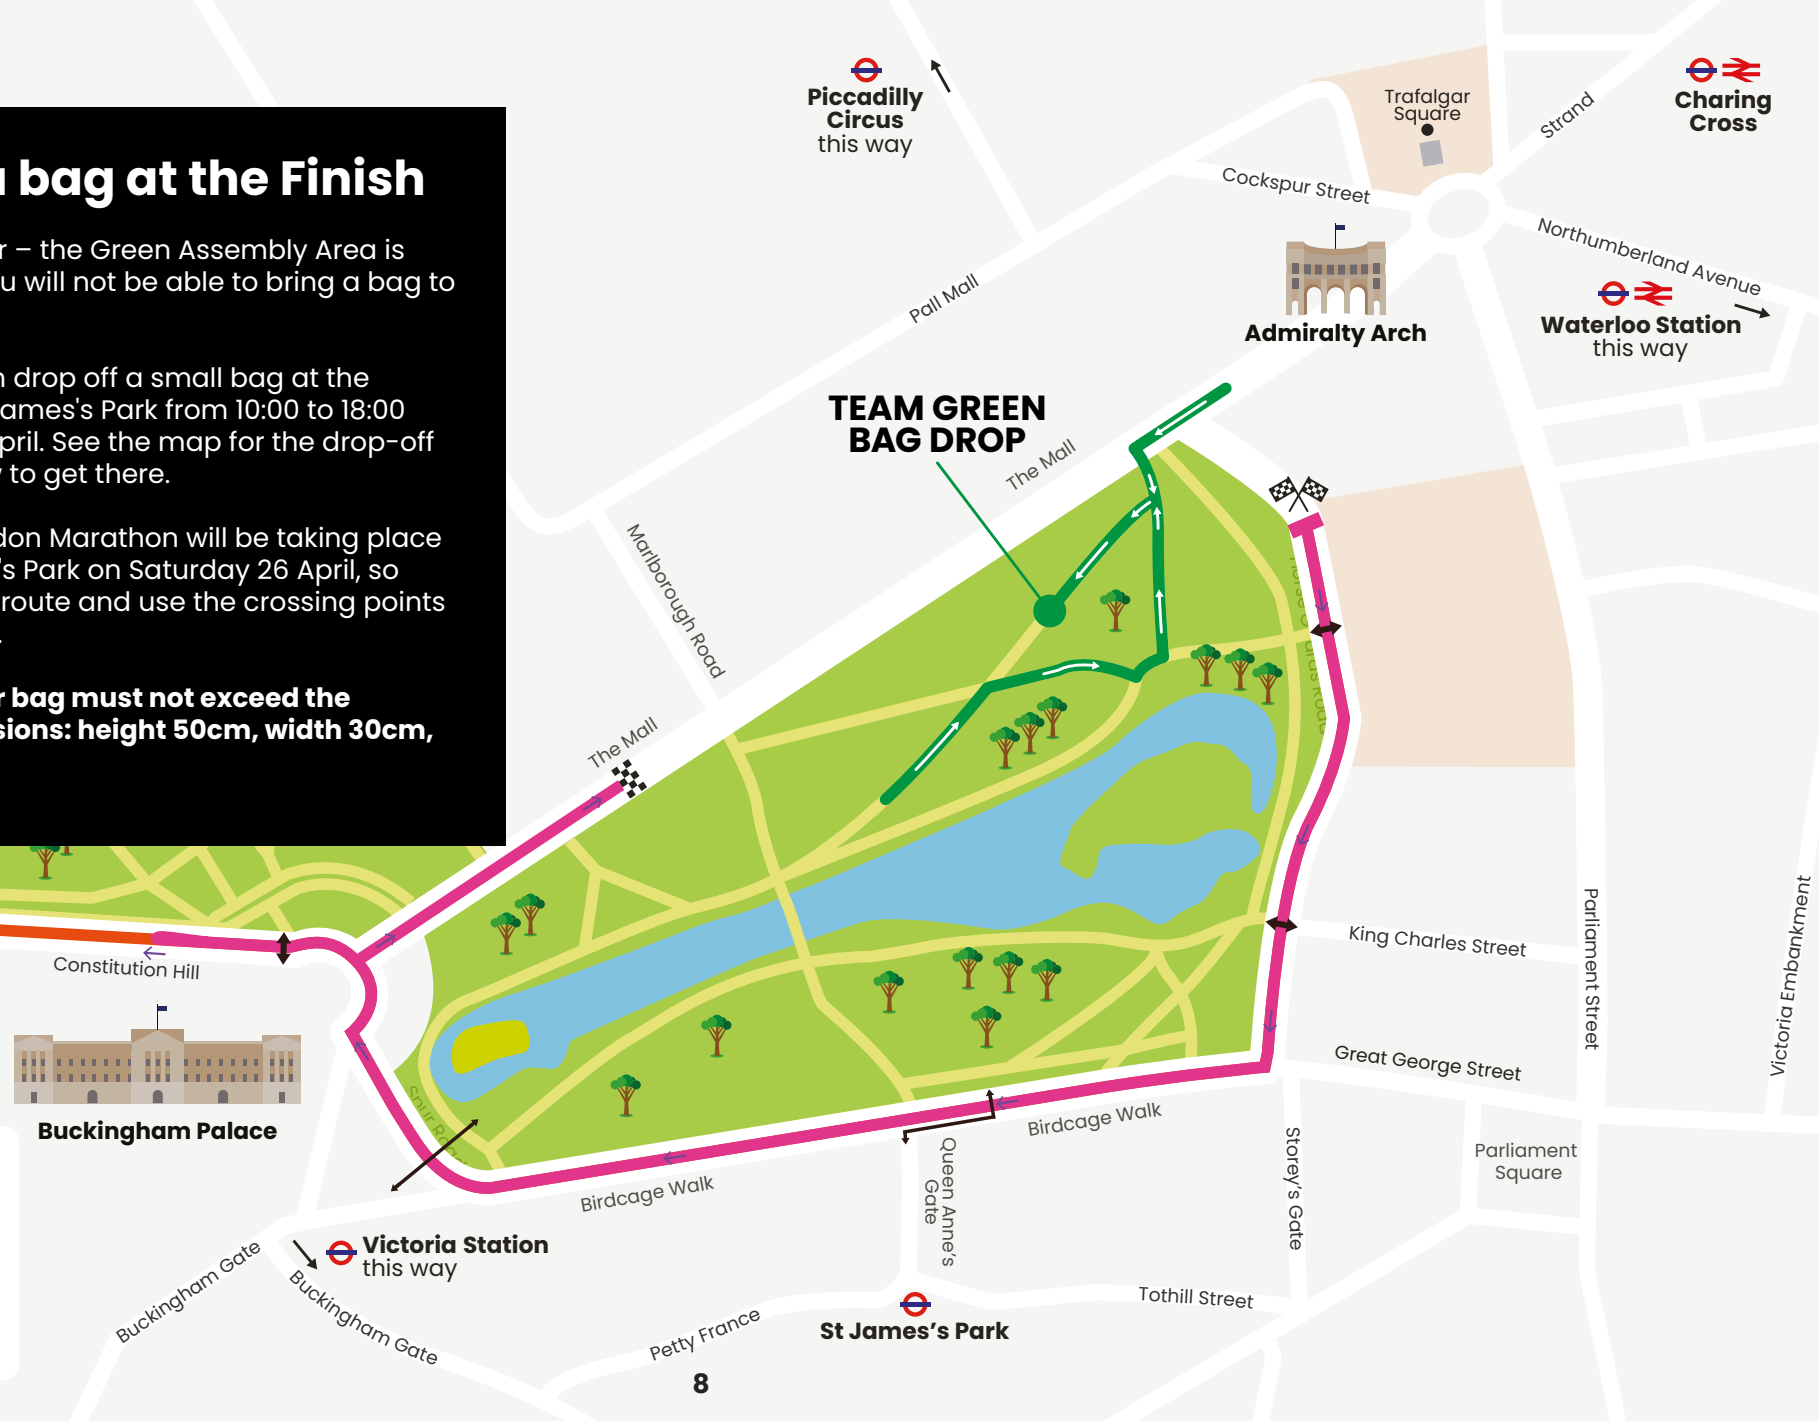 bag at the Finish
– the Green Assembly Area is
will not be able to bring a bag to
drop off a small bag at the
ames's Park from 10:00 to 18:00
pril. See the map for the drop-off
to get there.
don Marathon will be taking place
's Park on Saturday 26 April, so
route and use the crossing points
.
bag must not exceed the
sions: height 50cm, width 30cm,
Piccadilly
Circus
this way
Trafalgar
Square
Strand
Charing
Cross
Cockspur Street
Northumberland Avenue
Pall Mall
Admiralty Arch
Waterloo Station
this way
TEAM GREEN
BAG DROP
The Mall
Marlborough Road
Horse Guards Road
The Mall
Constitution Hill
King Charles Street
Parliament Street
Victoria Embankment
Great George Street
Buckingham Palace
Spur Road
Birdcage Walk
Birdcage Walk
Queen Anne's
Gate
Storey's Gate
Parliament
Square
Victoria Station
this way
Buckingham Gate
Buckingham Gate
Petty France
St James's Park
Tothill Street
8